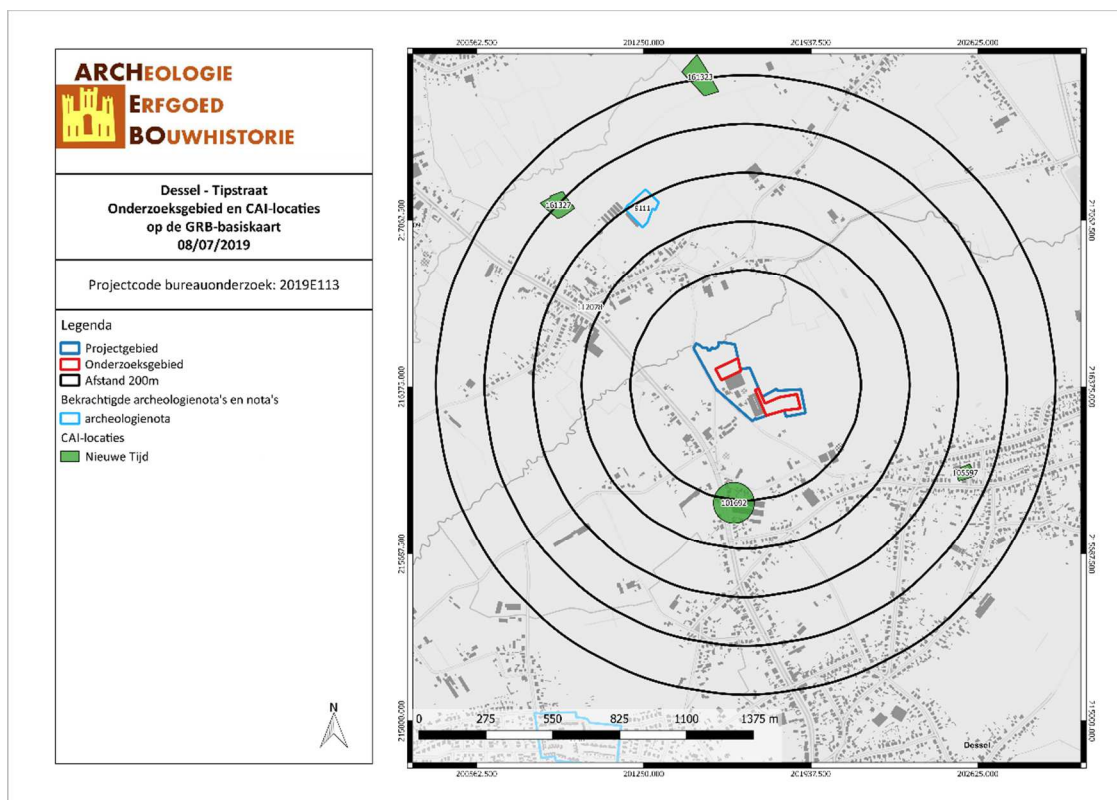 ARCHEOLOGIE
ERFGOED
BOUWHISTORIE
Dessel - Tipstraat
Onderzoeksgebied en CAI-locaties
op de GRB-basiskaart
08/07/2019
Projectcode bureauonderzoek: 2019E113
Legenda
Projectgebied
Onderzoeksgebied
Afstand 200m
Bekrachtigde archeologienota's en nota's
archeologienota
CAI-locaties
Nieuwe Tijd
N
200562.500 201250.000 201937.500 202625.000
161323
161327
112078
101692
105597
215000.000
0 275 550 825 1100 1375 m
Dessel
200562.500 201250.000 201937.500 202625.000